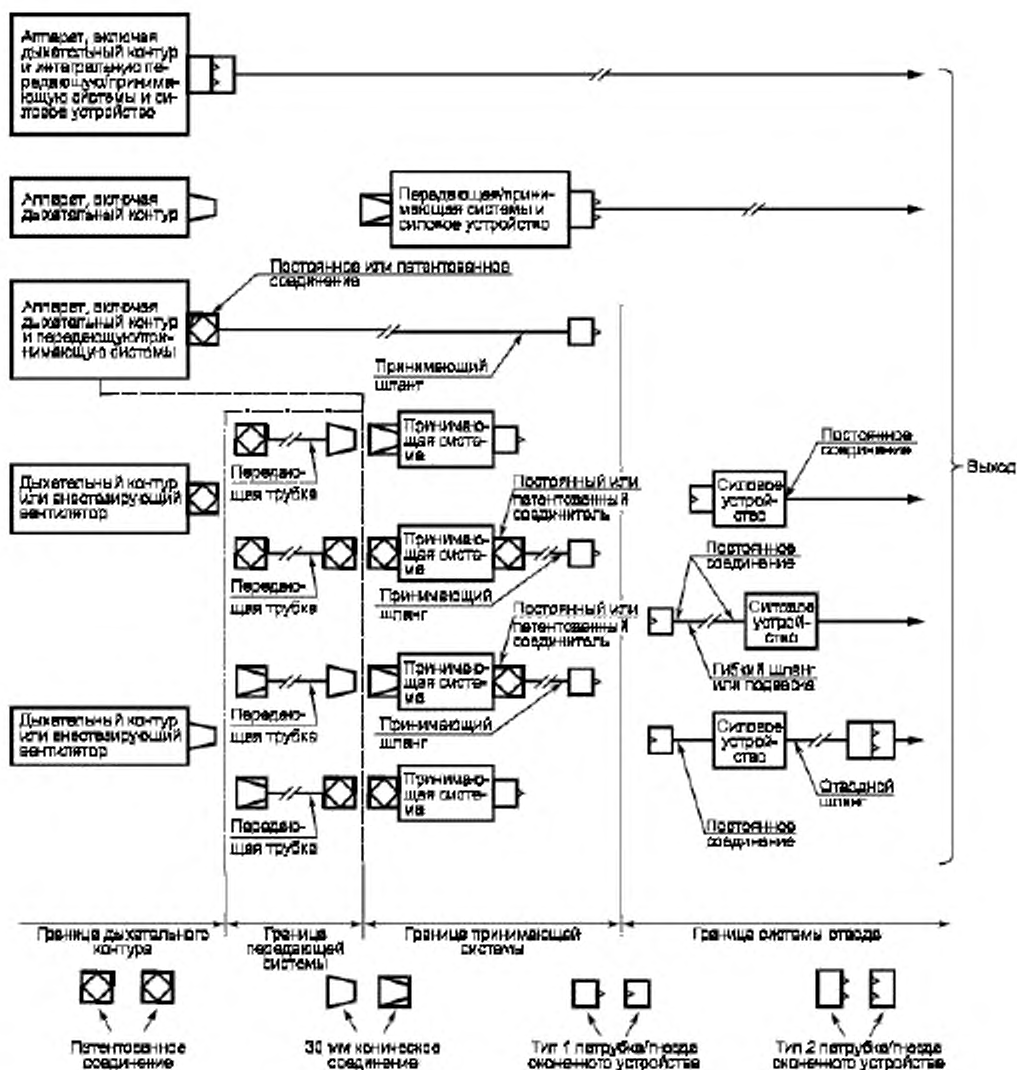 Аппарат, включая
дыхательный контур
и интегральную пе-
редающую/принима-
ющую системы и си-
ловое устройство
Аппарат, включая
дыхательный контур
Передающая/прини-
мающая системы и
силовое устройство
Постоянное или патентованное
соединение
Аппарат, включая
дыхательный контур
и передающую/при-
нимающую системы
Принимающий
шланг
Передаю-
щая трубка
Принимаю-
щая систе-
ма
Постоянное
соединение
Выход
Дыхательный контур
или анестезирующий
вентилятор
Постоянный или
патентованный
соединитель
Силовое
устрой-
ство
Передаю-
щая трубка
Принимаю-
щая систе-
ма
Принимающий
шланг
Постоянное
соединение
Постоянный или
патентованный
соединитель
Силовое
устрой-
ство
Гибкий шланг
или подвеска
Дыхательный контур
или анестезирующий
вентилятор
Передаю-
щая трубка
Принимаю-
щая систе-
ма
Принимающий
шланг
Силовое
устрой-
ство
Отводной
шланг
Постоянное
соединение
Передаю-
щая трубка
Принимаю-
щая систе-
ма
Граница дыхательного
контура
Граница
передающей
системы
Граница принимающей
системы
Граница системы отвода
Патентованное
соединение
30 мм коническое
соединение
Тип 1 патрубка/гнезда
оконечного устройства
Тип 2 патрубка/гнезда
оконечного устройства